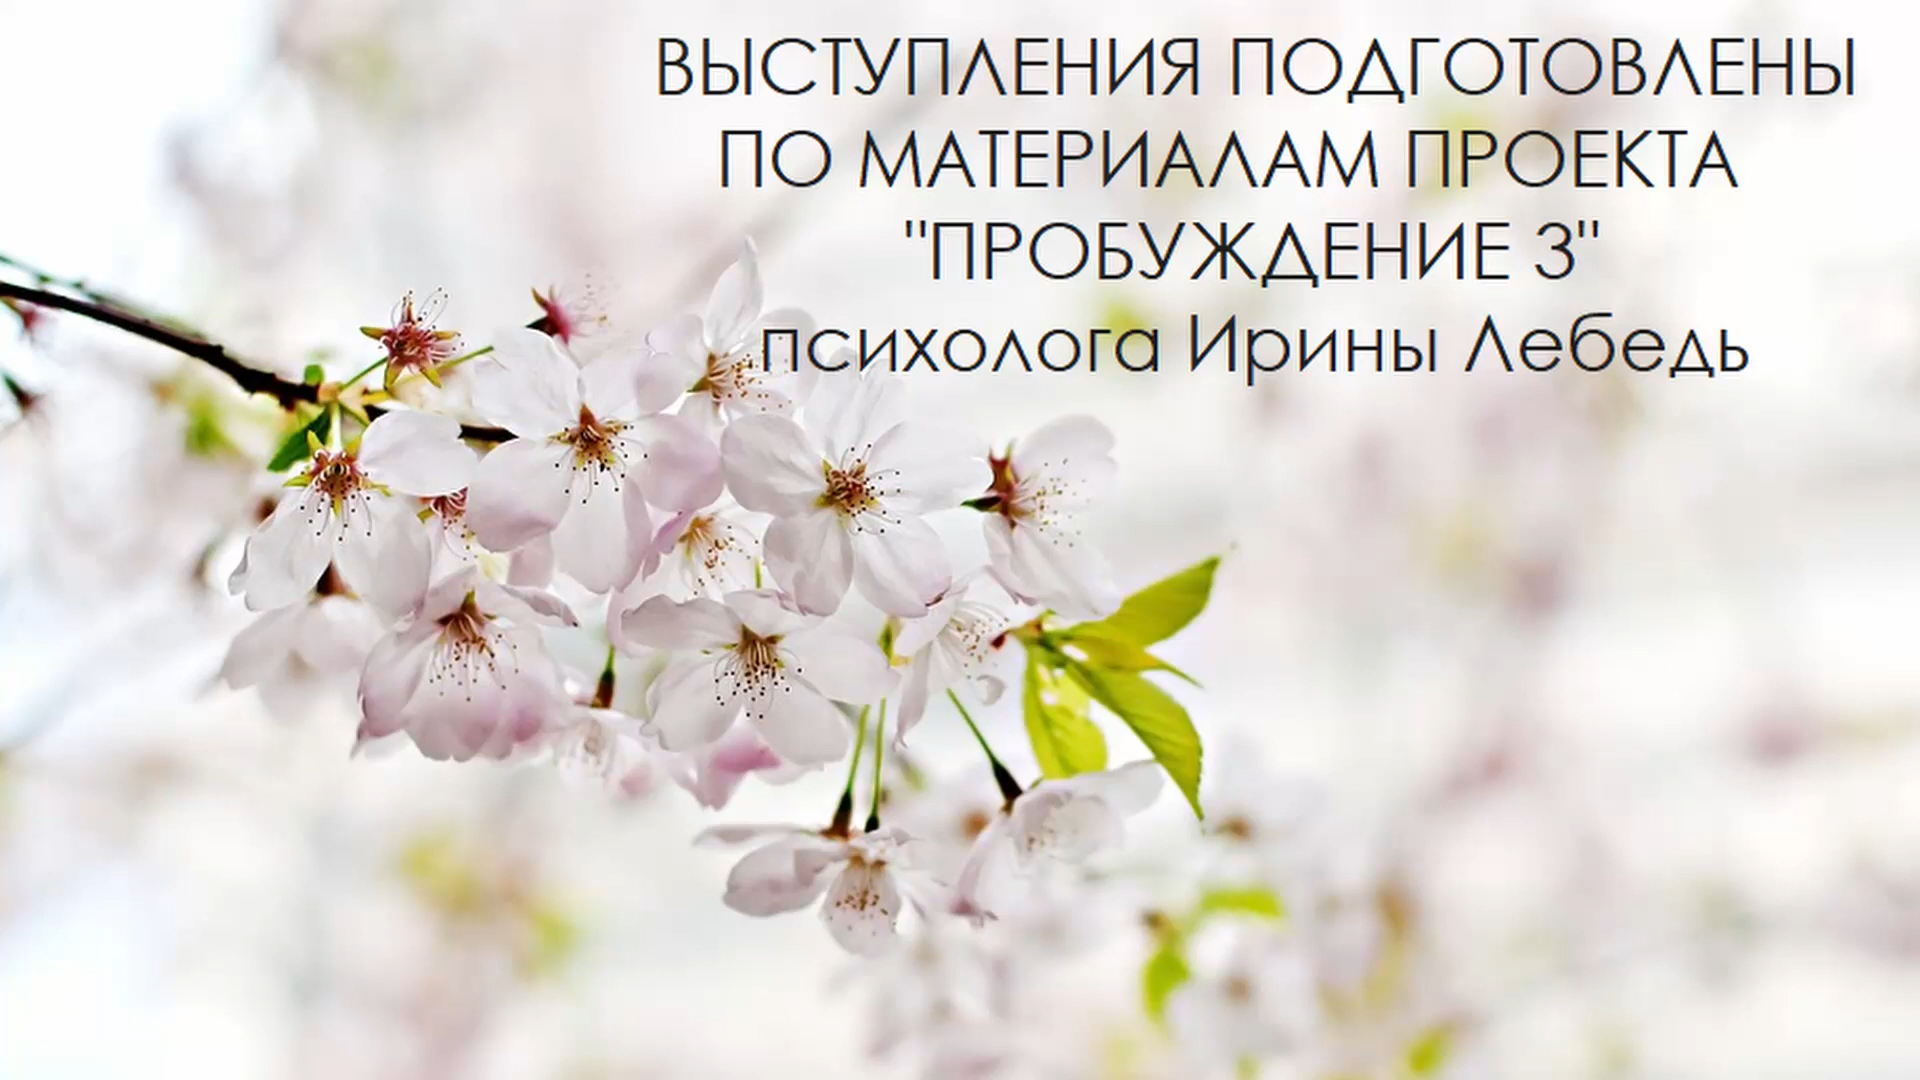 ВЫСТУПЛЕНИЯ ПОДГОТОВЛЕНЫ
ПО МАТЕРИАЛАМ ПРОЕКТА
"ПРОБУЖДЕНИЕ 3"
психолога Ирины Лебедь